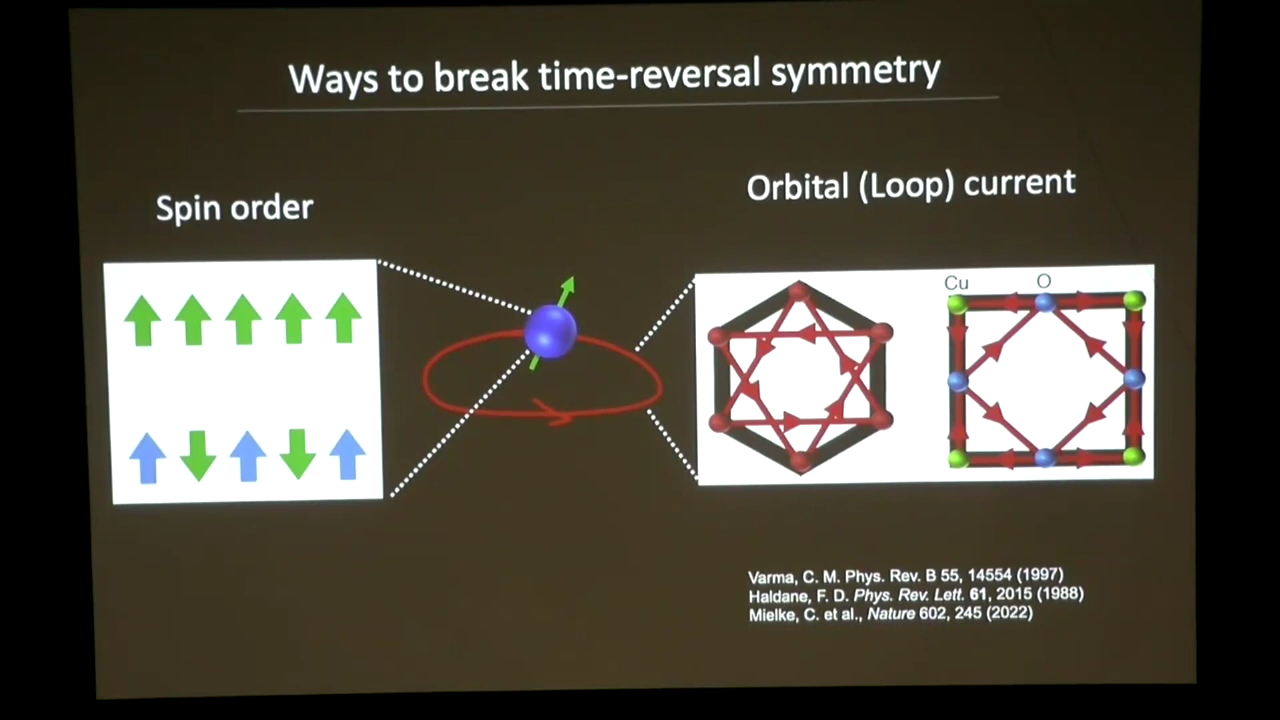 Ways to break time-reversal symmetry
Spin order
Orbital (Loop) current
Cu
O
Varma, C. M. Phys. Rev. B 55, 14554 (1997)
Haldane, F. D. Phys. Rev. Lett. 61, 2015 (1988)
Mielke, C. et al., Nature 602, 245 (2022)